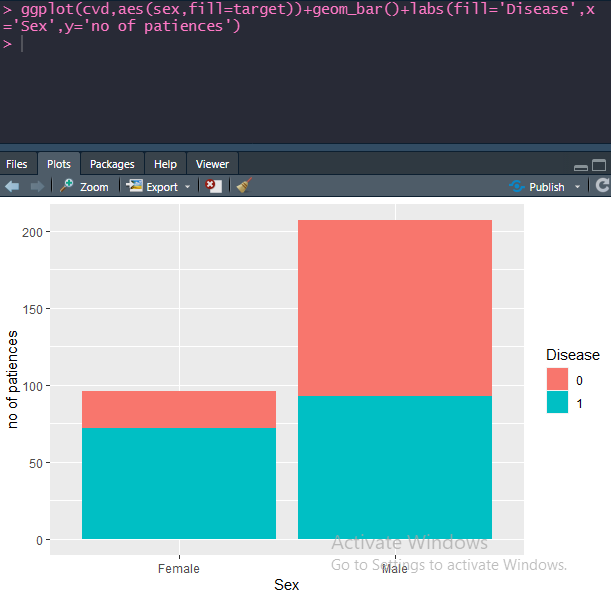 > ggplot(cvd,aes(sex,fill=target))+geom_bar()+labs(fill='Disease',x
='Sex',y='no of patiences')
>
Files Plots Packages Help Viewer
Zoom Export Publish
no of patiences
200
150
100
50
0
Female Male
Sex
Disease
0
1
Activate Windows
Go to Settings to activate Windows.